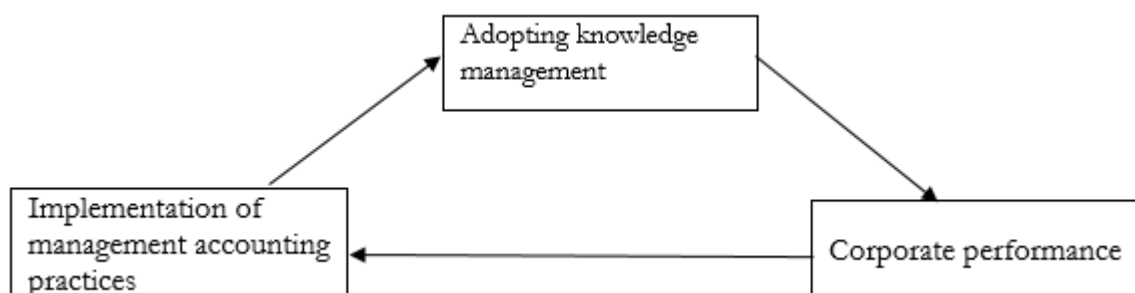 Adopting knowledge
management
Implementation of
management accounting
practices
Corporate performance